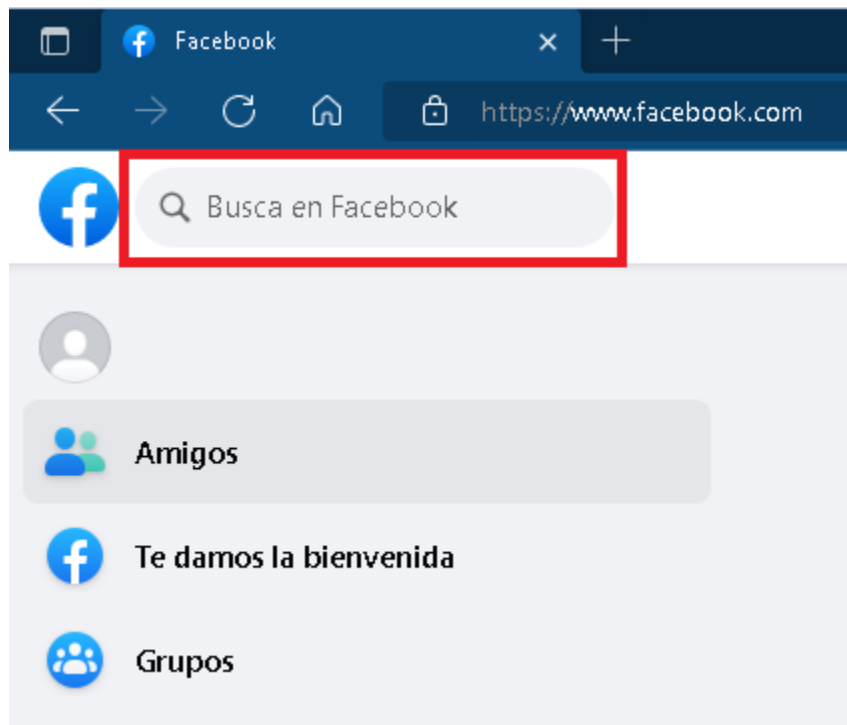 Facebook
https://www.facebook.com
Busca en Facebook
Amigos
Te damos la bienvenida
Grupos